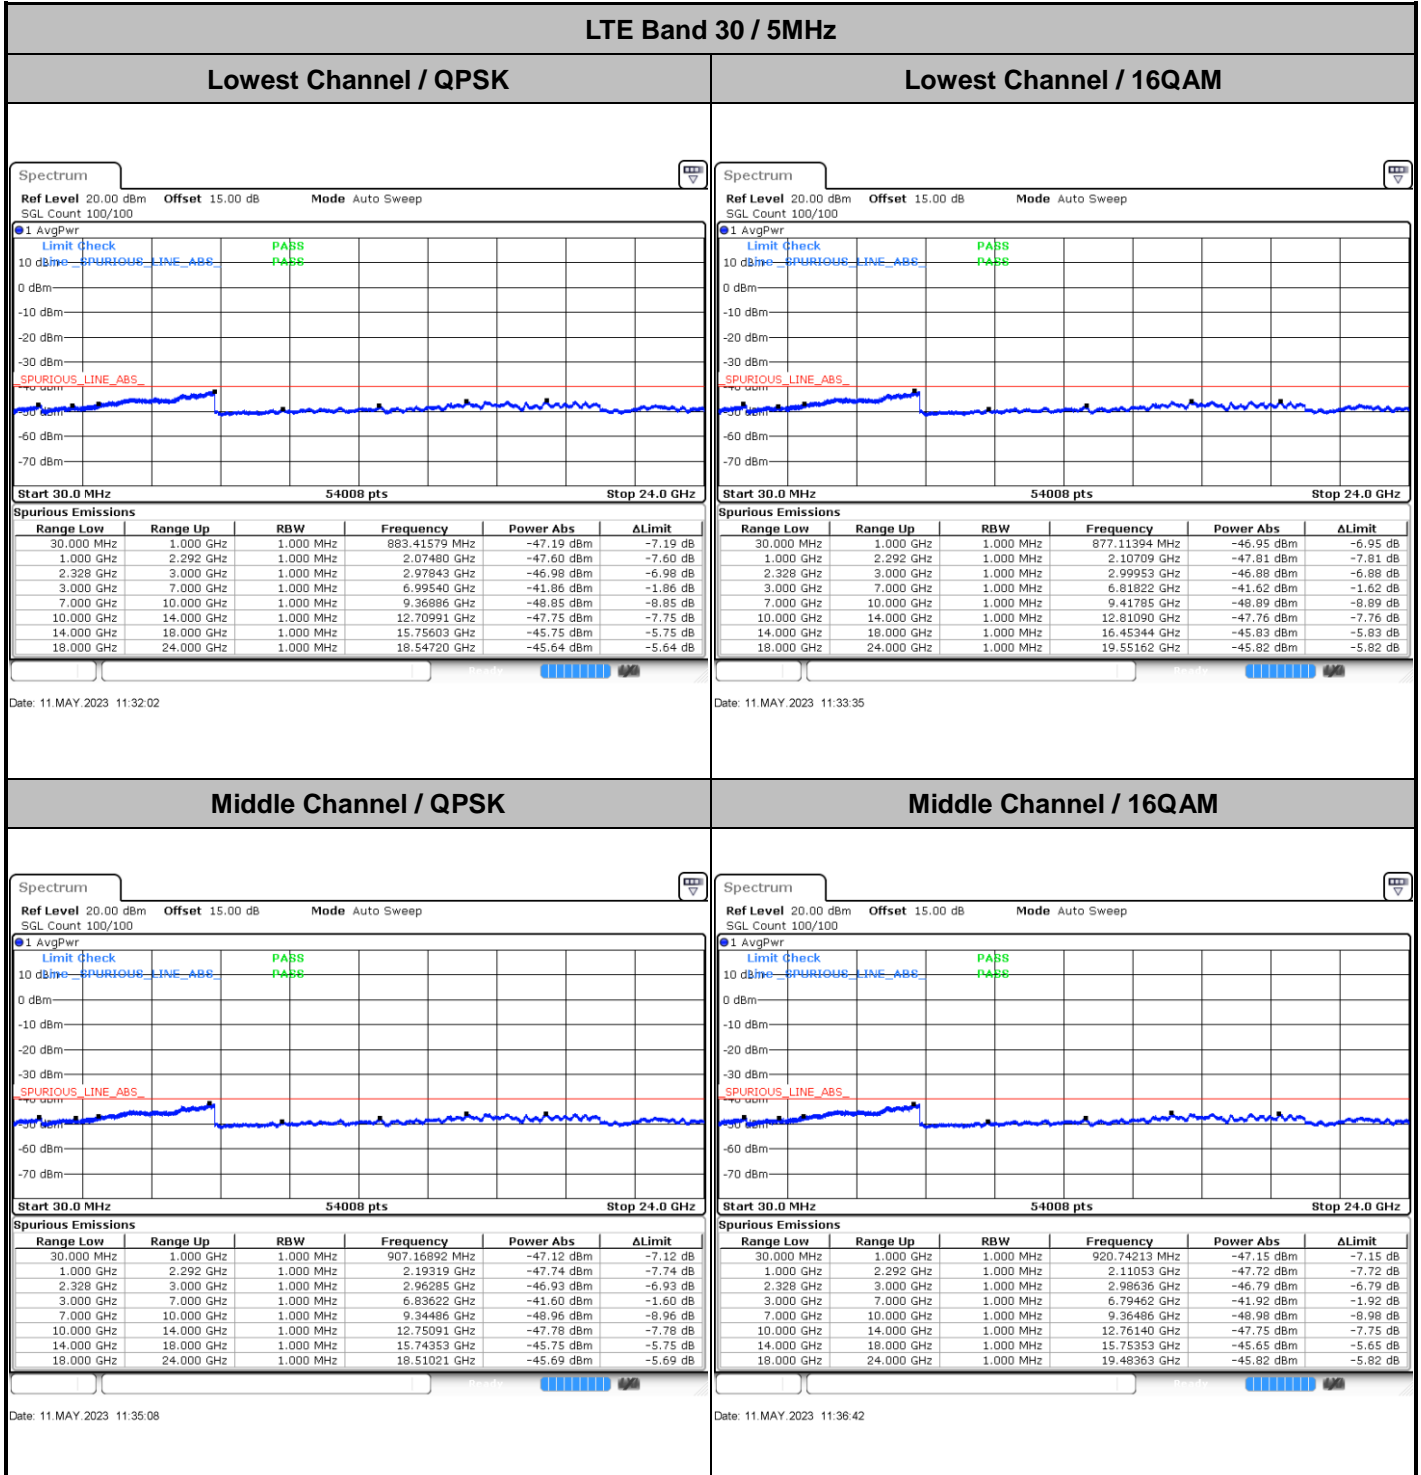 LTE Band 30 / 5MHz
Lowest Channel / QPSK
Lowest Channel / 16QAM
Spectrum
Ref Level 20.00 dBm Offset 15.00 dB Mode Auto Sweep
SGL Count 100/100
1 AvgPwr
Limit Check PASS
10 dBm Line _SPURIOUS_LINE_ABS_ PASS
0 dBm
-10 dBm
-20 dBm
-30 dBm
_SPURIOUS_LINE_ABS_
-40 dBm
-50 dBm
-60 dBm
-70 dBm
Start 30.0 MHz 54008 pts Stop 24.0 GHz
Spurious Emissions
Range Low Range Up RBW Frequency Power Abs ΔLimit
30.000 MHz 1.000 GHz 1.000 MHz 883.41579 MHz -47.19 dBm -7.19 dB
1.000 GHz 2.292 GHz 1.000 MHz 2.07480 GHz -47.60 dBm -7.60 dB
2.328 GHz 3.000 GHz 1.000 MHz 2.97843 GHz -46.98 dBm -6.98 dB
3.000 GHz 7.000 GHz 1.000 MHz 6.99540 GHz -41.86 dBm -1.86 dB
7.000 GHz 10.000 GHz 1.000 MHz 9.36886 GHz -48.85 dBm -8.85 dB
10.000 GHz 14.000 GHz 1.000 MHz 12.70991 GHz -47.75 dBm -7.75 dB
14.000 GHz 18.000 GHz 1.000 MHz 15.75603 GHz -45.75 dBm -5.75 dB
18.000 GHz 24.000 GHz 1.000 MHz 18.54720 GHz -45.64 dBm -5.64 dB
Ready
Date: 11.MAY.2023 11:32:02
Spectrum
Ref Level 20.00 dBm Offset 15.00 dB Mode Auto Sweep
SGL Count 100/100
1 AvgPwr
Limit Check PASS
10 dBm Line _SPURIOUS_LINE_ABS_ PASS
0 dBm
-10 dBm
-20 dBm
-30 dBm
_SPURIOUS_LINE_ABS_
-40 dBm
-50 dBm
-60 dBm
-70 dBm
Start 30.0 MHz 54008 pts Stop 24.0 GHz
Spurious Emissions
Range Low Range Up RBW Frequency Power Abs ΔLimit
30.000 MHz 1.000 GHz 1.000 MHz 877.11394 MHz -46.95 dBm -6.95 dB
1.000 GHz 2.292 GHz 1.000 MHz 2.10709 GHz -47.81 dBm -7.81 dB
2.328 GHz 3.000 GHz 1.000 MHz 2.99953 GHz -46.88 dBm -6.88 dB
3.000 GHz 7.000 GHz 1.000 MHz 6.81822 GHz -41.62 dBm -1.62 dB
7.000 GHz 10.000 GHz 1.000 MHz 9.41785 GHz -48.89 dBm -8.89 dB
10.000 GHz 14.000 GHz 1.000 MHz 12.81090 GHz -47.76 dBm -7.76 dB
14.000 GHz 18.000 GHz 1.000 MHz 16.45344 GHz -45.83 dBm -5.83 dB
18.000 GHz 24.000 GHz 1.000 MHz 19.55162 GHz -45.82 dBm -5.82 dB
Ready
Date: 11.MAY.2023 11:33:35
Middle Channel / QPSK
Middle Channel / 16QAM
Spectrum
Ref Level 20.00 dBm Offset 15.00 dB Mode Auto Sweep
SGL Count 100/100
1 AvgPwr
Limit Check PASS
10 dBm Line _SPURIOUS_LINE_ABS_ PASS
0 dBm
-10 dBm
-20 dBm
-30 dBm
_SPURIOUS_LINE_ABS_
-40 dBm
-50 dBm
-60 dBm
-70 dBm
Start 30.0 MHz 54008 pts Stop 24.0 GHz
Spurious Emissions
Range Low Range Up RBW Frequency Power Abs ΔLimit
30.000 MHz 1.000 GHz 1.000 MHz 907.16892 MHz -47.12 dBm -7.12 dB
1.000 GHz 2.292 GHz 1.000 MHz 2.19319 GHz -47.74 dBm -7.74 dB
2.328 GHz 3.000 GHz 1.000 MHz 2.96285 GHz -46.93 dBm -6.93 dB
3.000 GHz 7.000 GHz 1.000 MHz 6.83622 GHz -41.60 dBm -1.60 dB
7.000 GHz 10.000 GHz 1.000 MHz 9.34486 GHz -48.96 dBm -8.96 dB
10.000 GHz 14.000 GHz 1.000 MHz 12.75091 GHz -47.78 dBm -7.78 dB
14.000 GHz 18.000 GHz 1.000 MHz 15.74353 GHz -45.75 dBm -5.75 dB
18.000 GHz 24.000 GHz 1.000 MHz 18.51021 GHz -45.69 dBm -5.69 dB
Ready
Date: 11.MAY.2023 11:35:08
Spectrum
Ref Level 20.00 dBm Offset 15.00 dB Mode Auto Sweep
SGL Count 100/100
1 AvgPwr
Limit Check PASS
10 dBm Line _SPURIOUS_LINE_ABS_ PASS
0 dBm
-10 dBm
-20 dBm
-30 dBm
_SPURIOUS_LINE_ABS_
-40 dBm
-50 dBm
-60 dBm
-70 dBm
Start 30.0 MHz 54008 pts Stop 24.0 GHz
Spurious Emissions
Range Low Range Up RBW Frequency Power Abs ΔLimit
30.000 MHz 1.000 GHz 1.000 MHz 920.74213 MHz -47.15 dBm -7.15 dB
1.000 GHz 2.292 GHz 1.000 MHz 2.11053 GHz -47.72 dBm -7.72 dB
2.328 GHz 3.000 GHz 1.000 MHz 2.98636 GHz -46.79 dBm -6.79 dB
3.000 GHz 7.000 GHz 1.000 MHz 6.79462 GHz -41.92 dBm -1.92 dB
7.000 GHz 10.000 GHz 1.000 MHz 9.36486 GHz -48.98 dBm -8.98 dB
10.000 GHz 14.000 GHz 1.000 MHz 12.76140 GHz -47.75 dBm -7.75 dB
14.000 GHz 18.000 GHz 1.000 MHz 15.75353 GHz -45.65 dBm -5.65 dB
18.000 GHz 24.000 GHz 1.000 MHz 19.48363 GHz -45.82 dBm -5.82 dB
Ready
Date: 11.MAY.2023 11:36:42